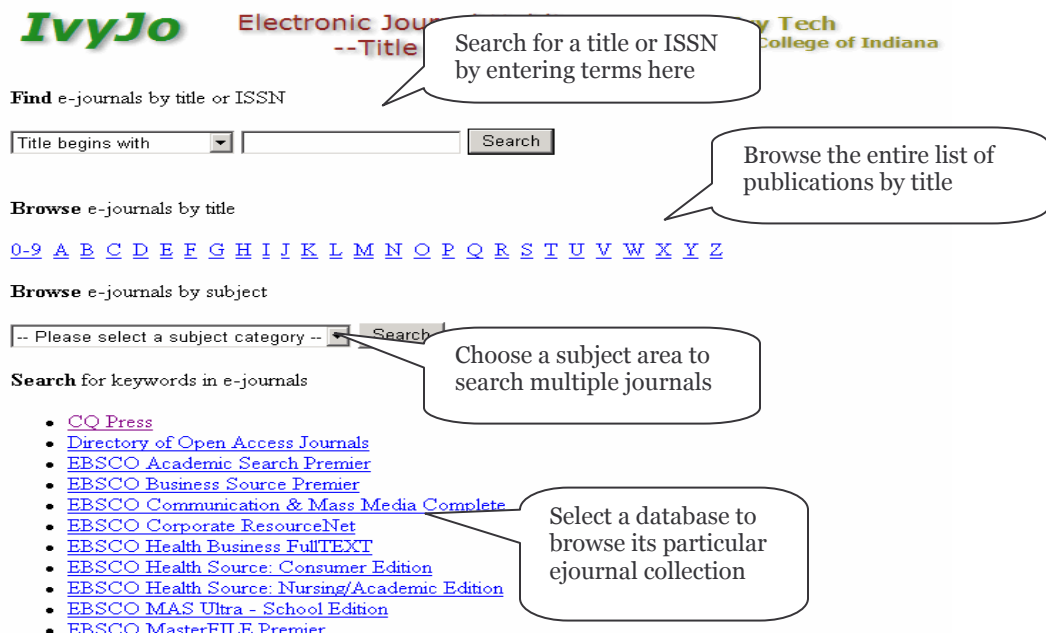 IvyJo
Electronic Jour
--Title
y Tech
College of Indiana
Search for a title or ISSN
by entering terms here
Find e-journals by title or ISSN
Title begins with
Search
Browse the entire list of
publications by title
Browse e-journals by title
0-9 A B C D E F G H I J K L M N O P Q R S T U V W X Y Z
Browse e-journals by subject
-- Please select a subject category --
Search
Choose a subject area to
search multiple journals
Search for keywords in e-journals
• CQ Press
• Directory of Open Access Journals
• EBSCO Academic Search Premier
• EBSCO Business Source Premier
• EBSCO Communication & Mass Media Complete
• EBSCO Corporate ResourceNet
• EBSCO Health Business FullTEXT
• EBSCO Health Source: Consumer Edition
• EBSCO Health Source: Nursing/Academic Edition
• EBSCO MAS Ultra - School Edition
• EBSCO MasterFILE Premier
Select a database to
browse its particular
ejournal collection